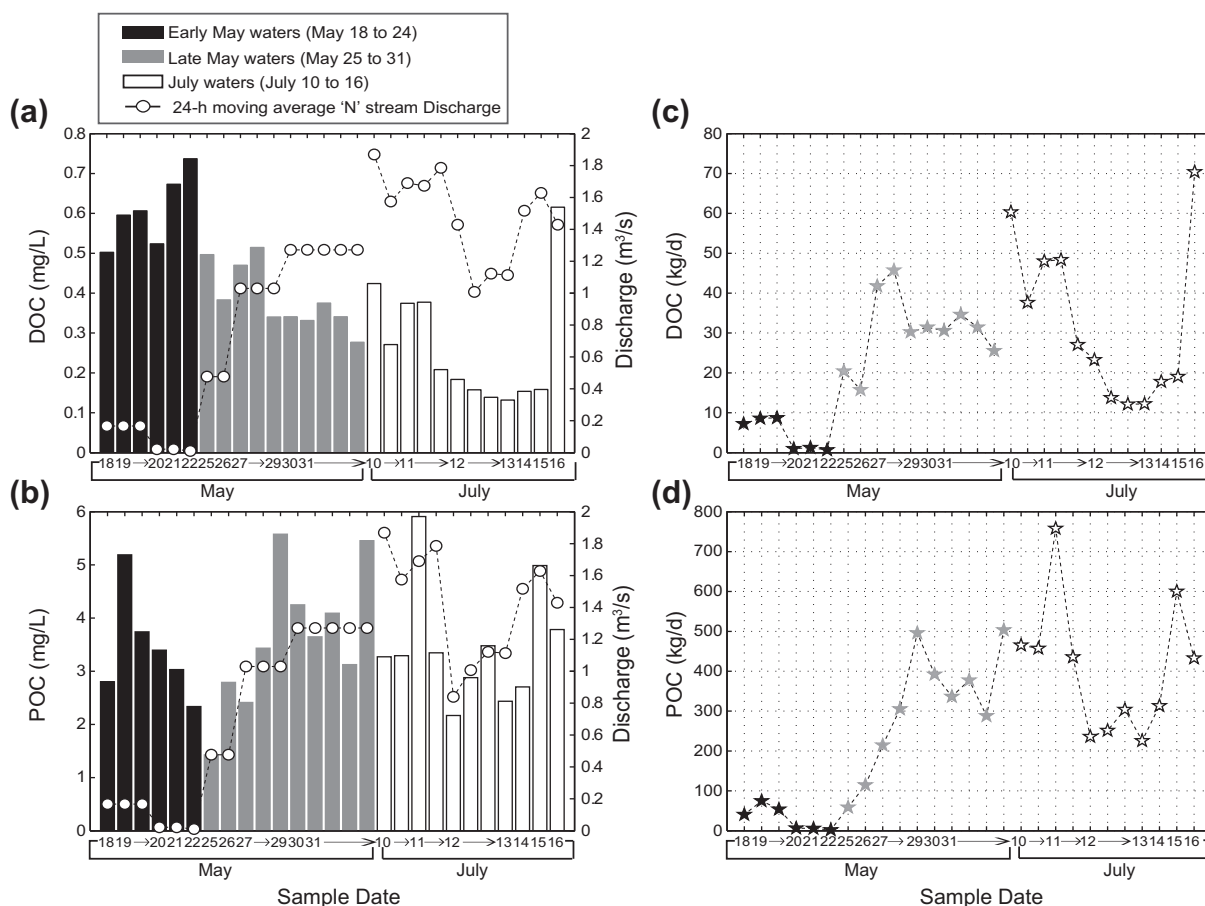 Early May waters (May 18 to 24)
Late May waters (May 25 to 31)
July waters (July 10 to 16)
24-h moving average ‘N’ stream Discharge
(a)
0.8
0.7
0.6
0.5
0.4
0.3
0.2
0.1
0
DOC (mg/L)
2
1.8
1.6
1.4
1.2
1
0.8
0.6
0.4
0.2
0
Discharge (m³/s)
1819→202122252627→293031→10→11→12→13141516
May
July
(c)
80
70
60
50
40
30
20
10
0
DOC (kg/d)
1819→202122252627→293031→10→11→12→13141516
May
July
(b)
6
5
4
3
2
1
0
POC (mg/L)
2
1.8
1.6
1.4
1.2
1
0.8
0.6
0.4
0.2
0
Discharge (m³/s)
1819→202122252627→293031→10→11→12→13141516
May
July
Sample Date
(d)
800
700
600
500
400
300
200
100
0
POC (kg/d)
1819→202122252627→293031→10→11→12→13141516
May
July
Sample Date